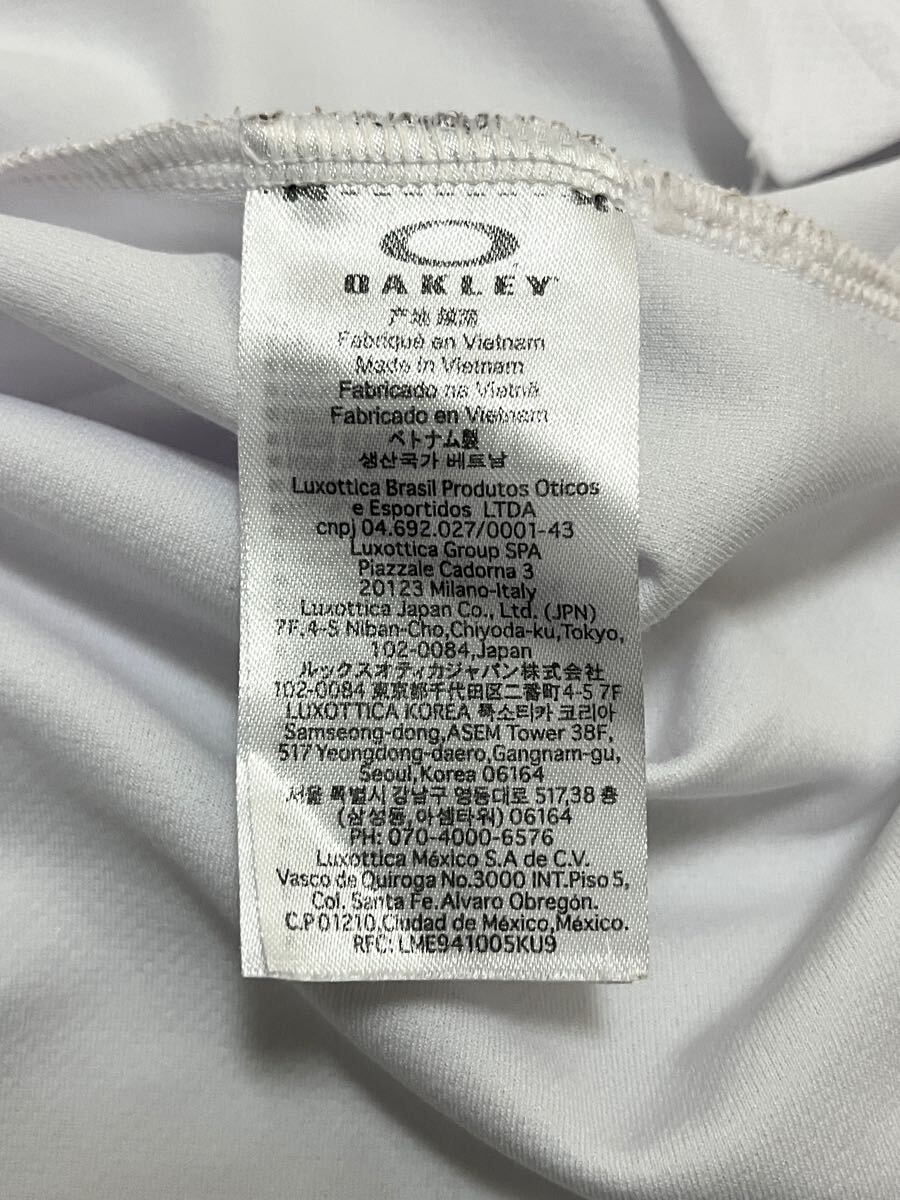 OAKLEY
产地 越南
Fabriqué en Vietnam
Made in Vietnam
Fabricado na Vietnã
Fabricado en Vietnam
ベトナム製
생산국가 베트남
Luxottica Brasil Produtos Oticos
e Esportidos LTDA
cnpj 04.692.027/0001-43
Luxottica Group SPA
Piazzale Cadorna 3
20123 Milano-Italy
Luxottica Japan Co., Ltd. (JPN)
7F,4-5 Niban-Cho,Chiyoda-ku,Tokyo,
102-0084,Japan
ルックスオティカジャパン株式会社
102-0084 東京都千代田区二番町4-5 7F
LUXOTTICA KOREA 룩소티카 코리아
Samseong-dong,ASEM Tower 38F,
517 Yeongdong-daero,Gangnam-gu,
Seoul,Korea 06164
서울 특별시 강남구 영동대로 517,38 층
(삼성동,아셈타워) 06164
PH: 070-4000-6576
Luxottica México S.A de C.V.
Vasco de Quiroga No.3000 INT.Piso 5,
Col. Santa Fe.Alvaro Obregón.
C.P 01210,Ciudad de México,México.
RFC: LME941005KU9